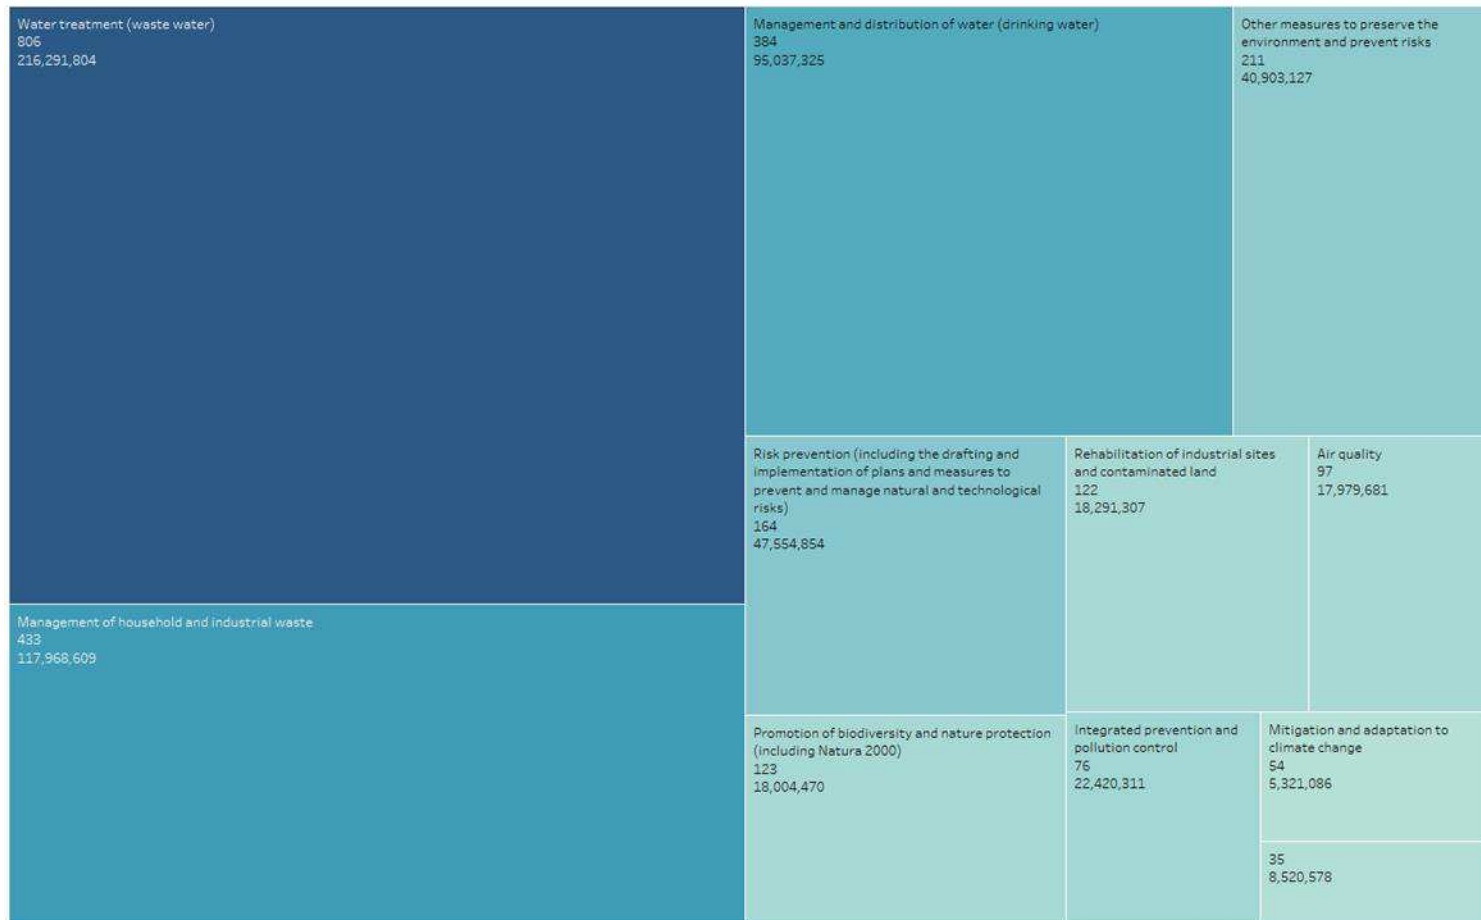 Water treatment (waste water)
806
216,291,804
Management and distribution of water (drinking water)
384
95,037,325
Other measures to preserve the
environment and prevent risks
211
40,903,127
Risk prevention (including the drafting and
implementation of plans and measures to
prevent and manage natural and technological
risks)
164
47,554,854
Rehabilitation of industrial sites
and contaminated land
122
18,291,307
Air quality
97
17,979,681
Management of household and industrial waste
433
117,968,609
Promotion of biodiversity and nature protection
(including Natura 2000)
123
18,004,470
Integrated prevention and
pollution control
76
22,420,311
Mitigation and adaptation to
climate change
54
5,321,086
35
8,520,578